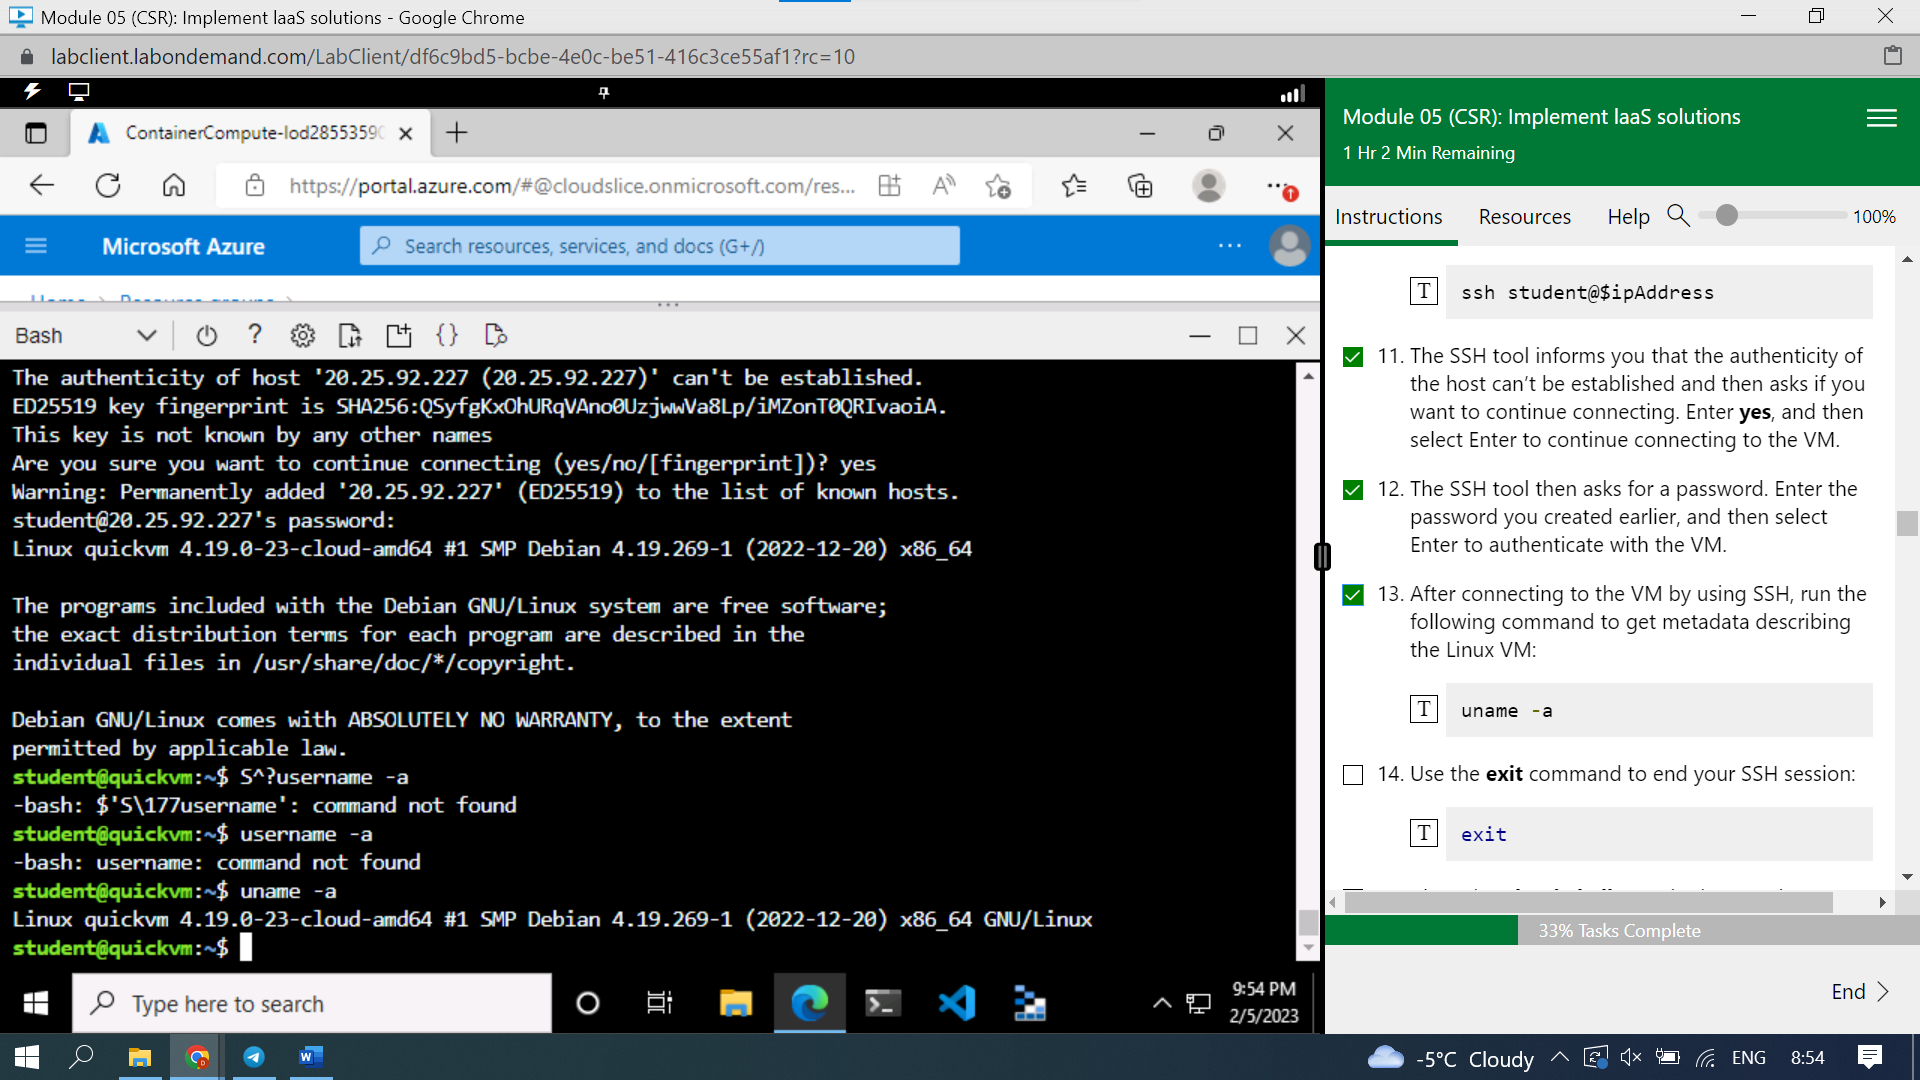 Module 05 (CSR): Implement IaaS solutions - Google Chrome
labclient.labondemand.com/LabClient/df6c9bd5-bcbe-4e0c-be51-416c3ce55af1?rc=10
ContainerCompute-lod2855359
https://portal.azure.com/#@cloudslice.onmicrosoft.com/res...
Microsoft Azure
Search resources, services, and docs (G+/)
Home > Resource groups >
Bash
The authenticity of host '20.25.92.227 (20.25.92.227)' can't be established.
ED25519 key fingerprint is SHA256:QSyfgKxOhURqVAno0UzjwwVa8Lp/iMZonT0QRIvaoiA.
This key is not known by any other names
Are you sure you want to continue connecting (yes/no/[fingerprint])? yes
Warning: Permanently added '20.25.92.227' (ED25519) to the list of known hosts.
student@20.25.92.227's password:
Linux quickvm 4.19.0-23-cloud-amd64 #1 SMP Debian 4.19.269-1 (2022-12-20) x86_64
The programs included with the Debian GNU/Linux system are free software;
the exact distribution terms for each program are described in the
individual files in /usr/share/doc/*/copyright.
Debian GNU/Linux comes with ABSOLUTELY NO WARRANTY, to the extent
permitted by applicable law.
student@quickvm:~$ S^?username -a
-bash: $'S\177username': command not found
student@quickvm:~$ username -a
-bash: username: command not found
student@quickvm:~$ uname -a
Linux quickvm 4.19.0-23-cloud-amd64 #1 SMP Debian 4.19.269-1 (2022-12-20) x86_64 GNU/Linux
student@quickvm:~$
Type here to search
9:54 PM
2/5/2023
Module 05 (CSR): Implement IaaS solutions
1 Hr 2 Min Remaining
Instructions Resources Help 100%
T ssh student@$ipAddress
11. The SSH tool informs you that the authenticity of
the host can’t be established and then asks if you
want to continue connecting. Enter yes, and then
select Enter to continue connecting to the VM.
12. The SSH tool then asks for a password. Enter the
password you created earlier, and then select
Enter to authenticate with the VM.
13. After connecting to the VM by using SSH, run the
following command to get metadata describing
the Linux VM:
T uname -a
14. Use the exit command to end your SSH session:
T exit
33% Tasks Complete
End
-5°C Cloudy
ENG
8:54